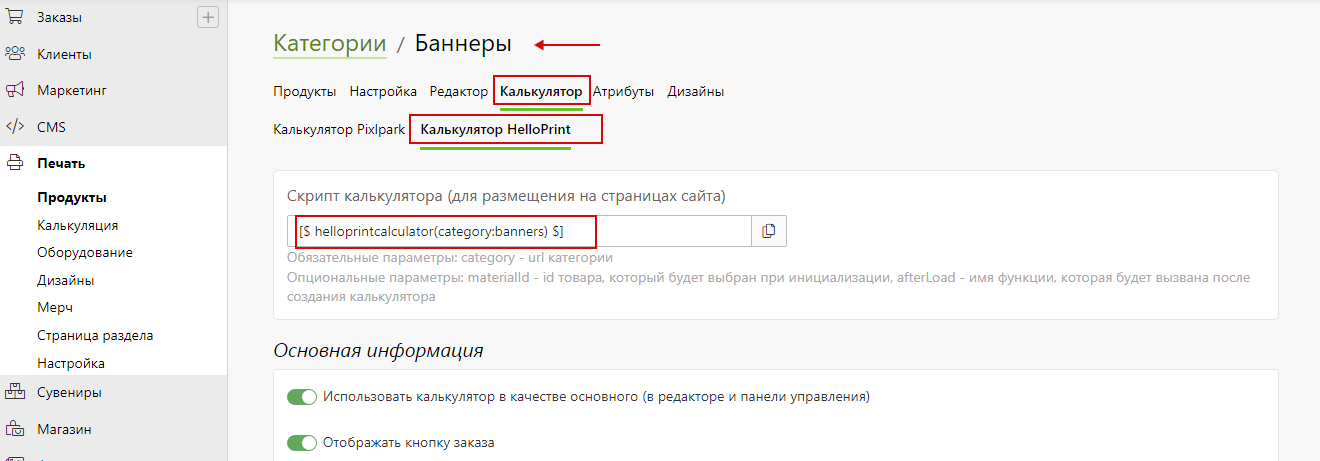 Заказы
Клиенты
Маркетинг
CMS
Печать
Продукты
Калькуляция
Оборудование
Дизайны
Мерч
Страница раздела
Настройка
Сувениры
Магазин
Категории / Баннеры
Продукты Настройка Редактор Калькулятор Атрибуты Дизайны
Калькулятор Pixlpark Калькулятор HelloPrint
Скрипт калькулятора (для размещения на страницах сайта)
[$ helloprintcalculator(category:banners) $]
Обязательные параметры: category - url категории
Опциональные параметры: materialId - id товара, который будет выбран при инициализации, afterLoad - имя функции, которая будет вызвана после
создания калькулятора
Основная информация
Использовать калькулятор в качестве основного (в редакторе и панели управления)
Отображать кнопку заказа